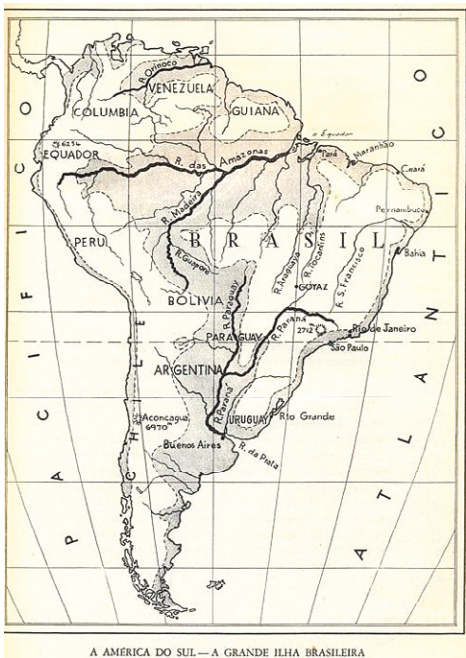 R. Orinoco
VENEZUELA
COLUMBIA
GUIANA
6254
EQUADOR
o Equador
R. das Amazonas
Pará
Maranhão
Ceará
R. Madeira
Pernambuco
PERU
BRASIL
R. Guaporé
R. Araguaya
R. Tocantins
R. S. Francisco
Bahia
GOYAZ
BOLIVIA
R. Paraguay
PARAGUAY
R. Paraná
2712
Rio de Janeiro
São Paulo
ARGENTINA
CHILE
R. Paraná
Aconcagua
6970
URUGUAY
Rio Grande
Buenos Aires
R. da Prata
PACIFICO
ATLANTICO
A AMÉRICA DO SUL — A GRANDE ILHA BRASILEIRA